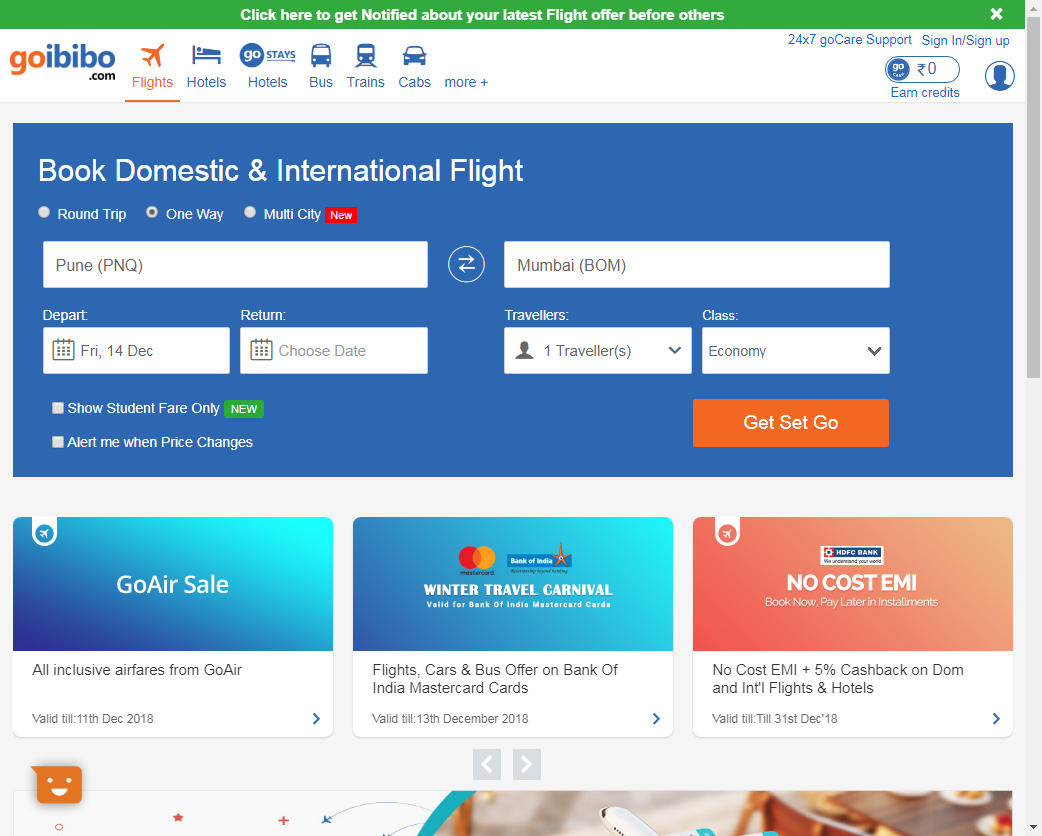 Click here to get Notified about your latest Flight offer before others
goibibo
.com
Flights
Hotels
go STAYS
Hotels
Bus
Trains
Cabs
more +
24x7 goCare Support
Sign In/Sign up
go
CASH
₹0
Earn credits
Book Domestic & International Flight
Round Trip
One Way
Multi City New
Pune (PNQ)
Mumbai (BOM)
Depart:
Return:
Travellers:
Class:
Fri, 14 Dec
Choose Date
1 Traveller(s)
Economy
Show Student Fare Only NEW
Alert me when Price Changes
Get Set Go
GoAir Sale
All inclusive airfares from GoAir
Valid till:11th Dec 2018
mastercard
Bank of India
Relationship beyond banking
WINTER TRAVEL CARNIVAL
Valid for Bank Of India Mastercard Cards
Flights, Cars & Bus Offer on Bank Of
India Mastercard Cards
Valid till:13th December 2018
HDFC BANK
We understand your world
NO COST EMI
Book Now, Pay Later in Installments
No Cost EMI + 5% Cashback on Dom
and Int'l Flights & Hotels
Valid till:Till 31st Dec'18